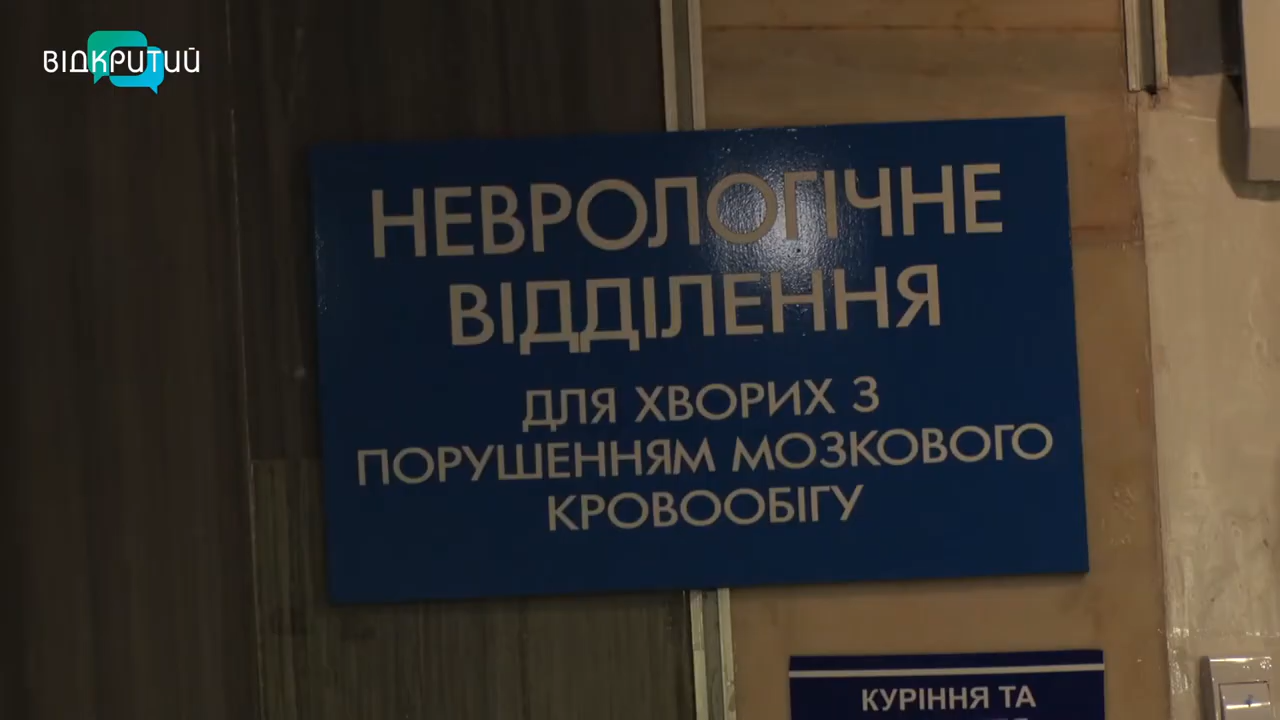 ВІДКРИТИЙ
НЕВРОЛОГІЧНЕ
ВІДДІЛЕННЯ
ДЛЯ ХВОРИХ З
ПОРУШЕННЯМ МОЗКОВОГО
КРОВООБІГУ
КУРІННЯ ТА